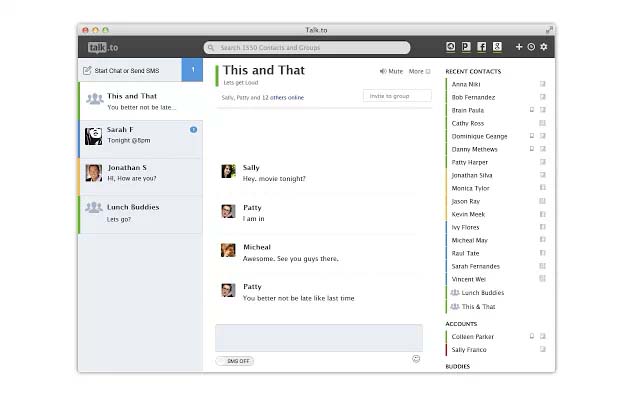 Talk.to
talk.to
Search 1550 Contacts and Groups
Start Chat or Send SMS
1
This and That
You better not be late...
Sarah F
Tonight @8pm
Jonathan S
Hi, How are you?
Lunch Buddies
Lets go?
This and That
Lets get Loud
Mute
More
Sally, Patty and 12 others online
Invite to group
Sally
Hey, movie tonight?
Patty
I am in
Micheal
Awesome. See you guys there.
Patty
You better not be late like last time
SMS OFF
RECENT CONTACTS
Anna Niki
Bob Fernandez
Brain Paula
Cathy Ross
Dominique Geange
Danny Methews
Patty Harper
Jonathan Silva
Monica Tylor
Jason Ray
Kevin Meek
Ivy Flores
Micheal May
Raul Tate
Sarah Fernandes
Vincent Wei
Lunch Buddies
This & That
ACCOUNTS
Colleen Parker
Sally Franco
BUDDIES